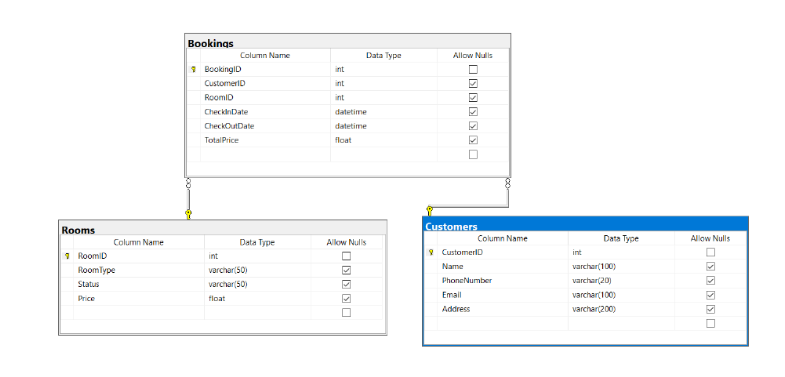 Bookings
Column Name Data Type Allow Nulls
BookingID int
CustomerID int
RoomID int
CheckInDate datetime
CheckOutDate datetime
TotalPrice float
Rooms
Column Name Data Type Allow Nulls
RoomID int
RoomType varchar(50)
Status varchar(50)
Price float
Customers
Column Name Data Type Allow Nulls
CustomerID int
Name varchar(100)
PhoneNumber varchar(20)
Email varchar(100)
Address varchar(200)